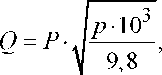 Q = P · √(p · 10³ / 9,8),